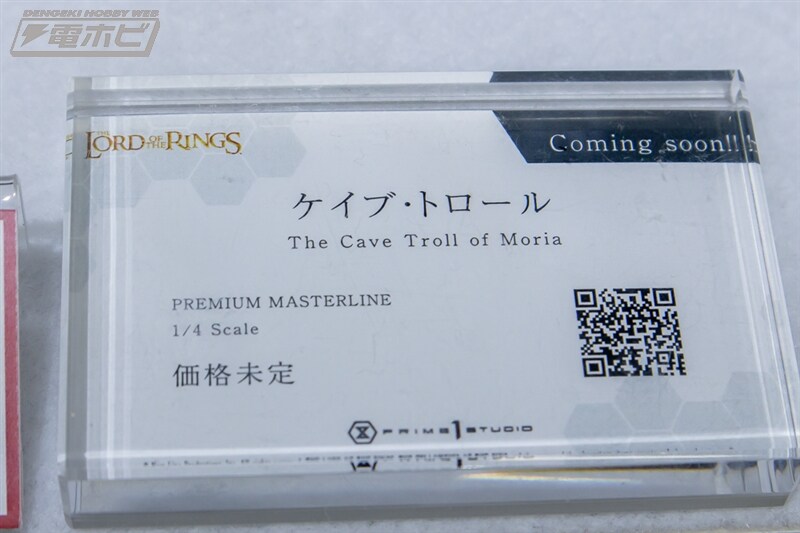 DENGEKI HOBBY WEB
電ホビ
THE LORD OF THE RINGS
Coming soon!!
ケイブ・トロール
The Cave Troll of Moria
PREMIUM MASTERLINE
1/4 Scale
価格未定
PRIME 1 STUDIO